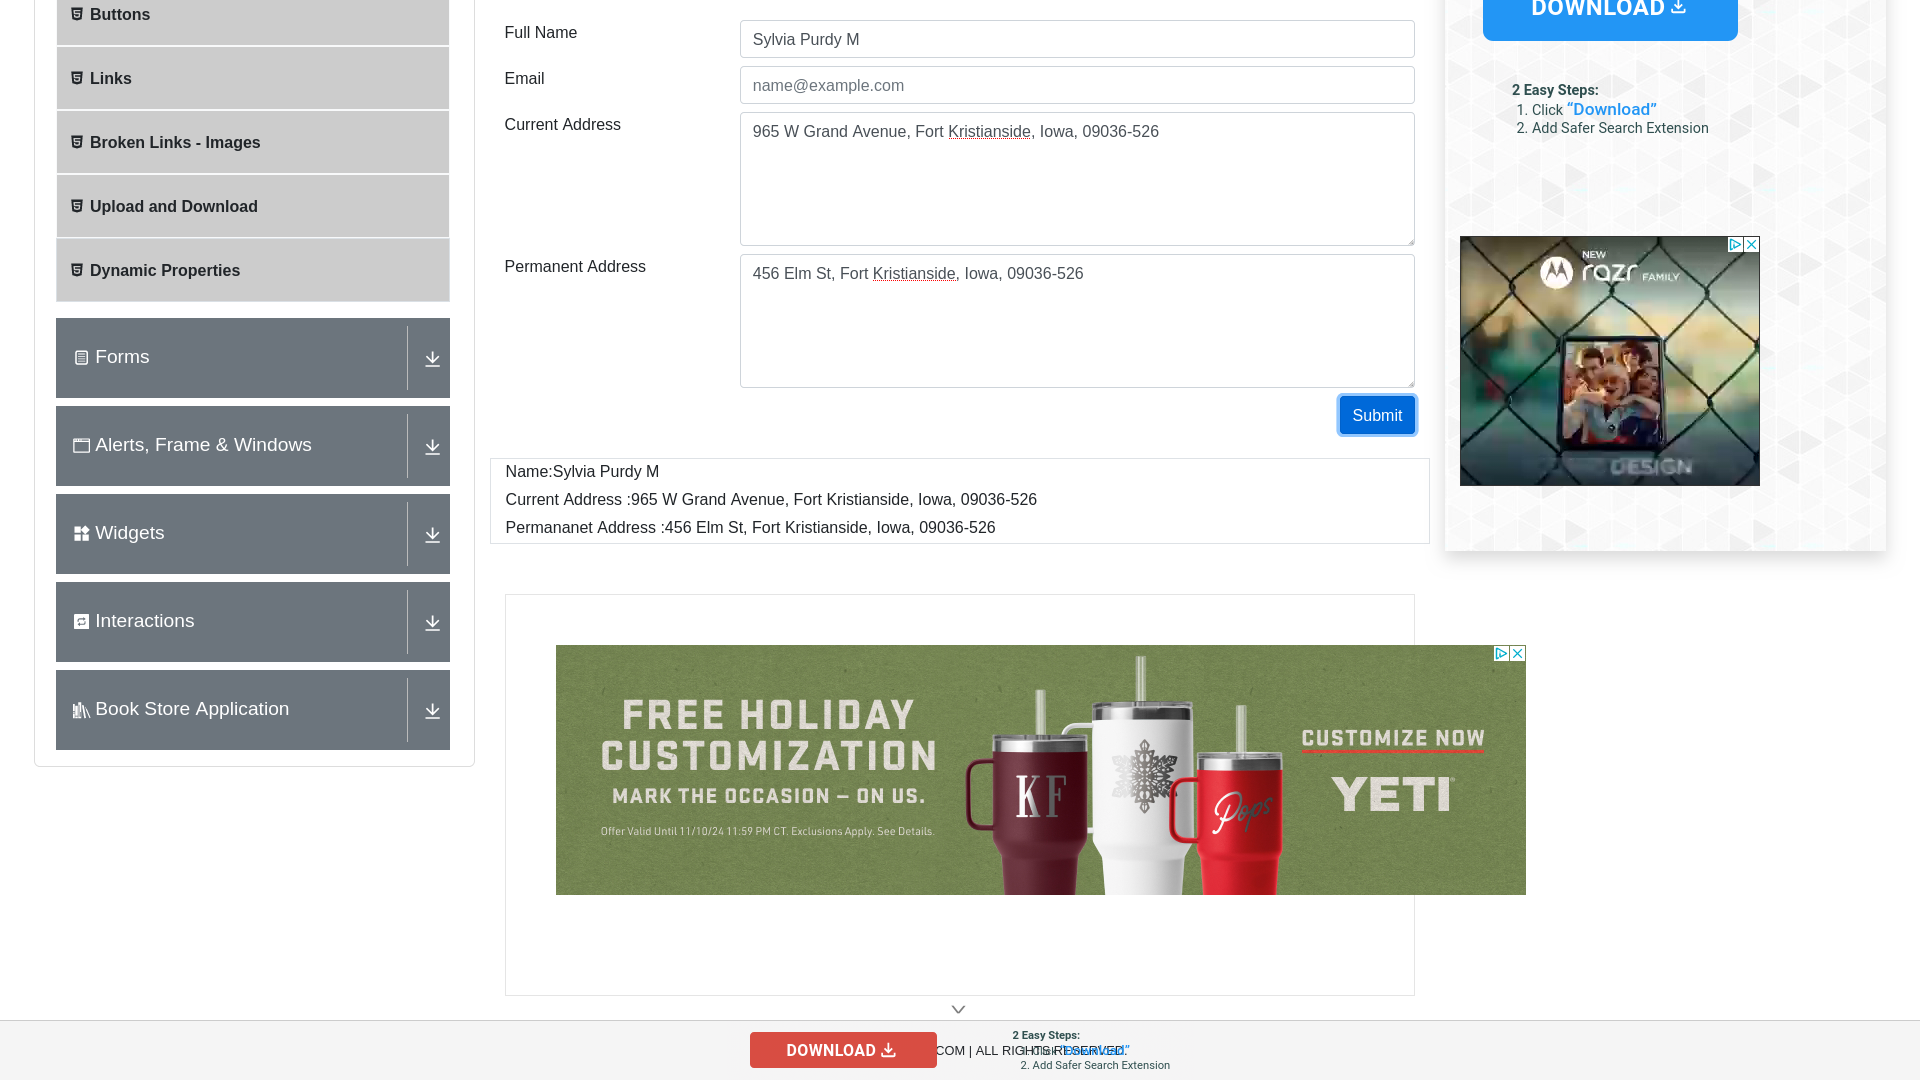 Buttons
Links
Broken Links - Images
Upload and Download
Dynamic Properties
Forms
Alerts, Frame & Windows
Widgets
Interactions
Book Store Application
Full Name
Sylvia Purdy M
Email
name@example.com
Current Address
965 W Grand Avenue, Fort Kristianside, Iowa, 09036-526
Permanent Address
456 Elm St, Fort Kristianside, Iowa, 09036-526
Submit
Name:Sylvia Purdy M
Current Address :965 W Grand Avenue, Fort Kristianside, Iowa, 09036-526
Permananet Address :456 Elm St, Fort Kristianside, Iowa, 09036-526
DOWNLOAD
2 Easy Steps:
1. Click “Download”
2. Add Safer Search Extension
NEW
razr FAMILY
DESIGN
FREE HOLIDAY
CUSTOMIZATION
MARK THE OCCASION – ON US.
Offer Valid Until 11/10/24 11:59 PM CT. Exclusions Apply. See Details.
KF
Pops
CUSTOMIZE NOW
YETI
DOWNLOAD
COM | ALL RIGHTS RESERVED.
2 Easy Steps:
1. Click “Download”
2. Add Safer Search Extension